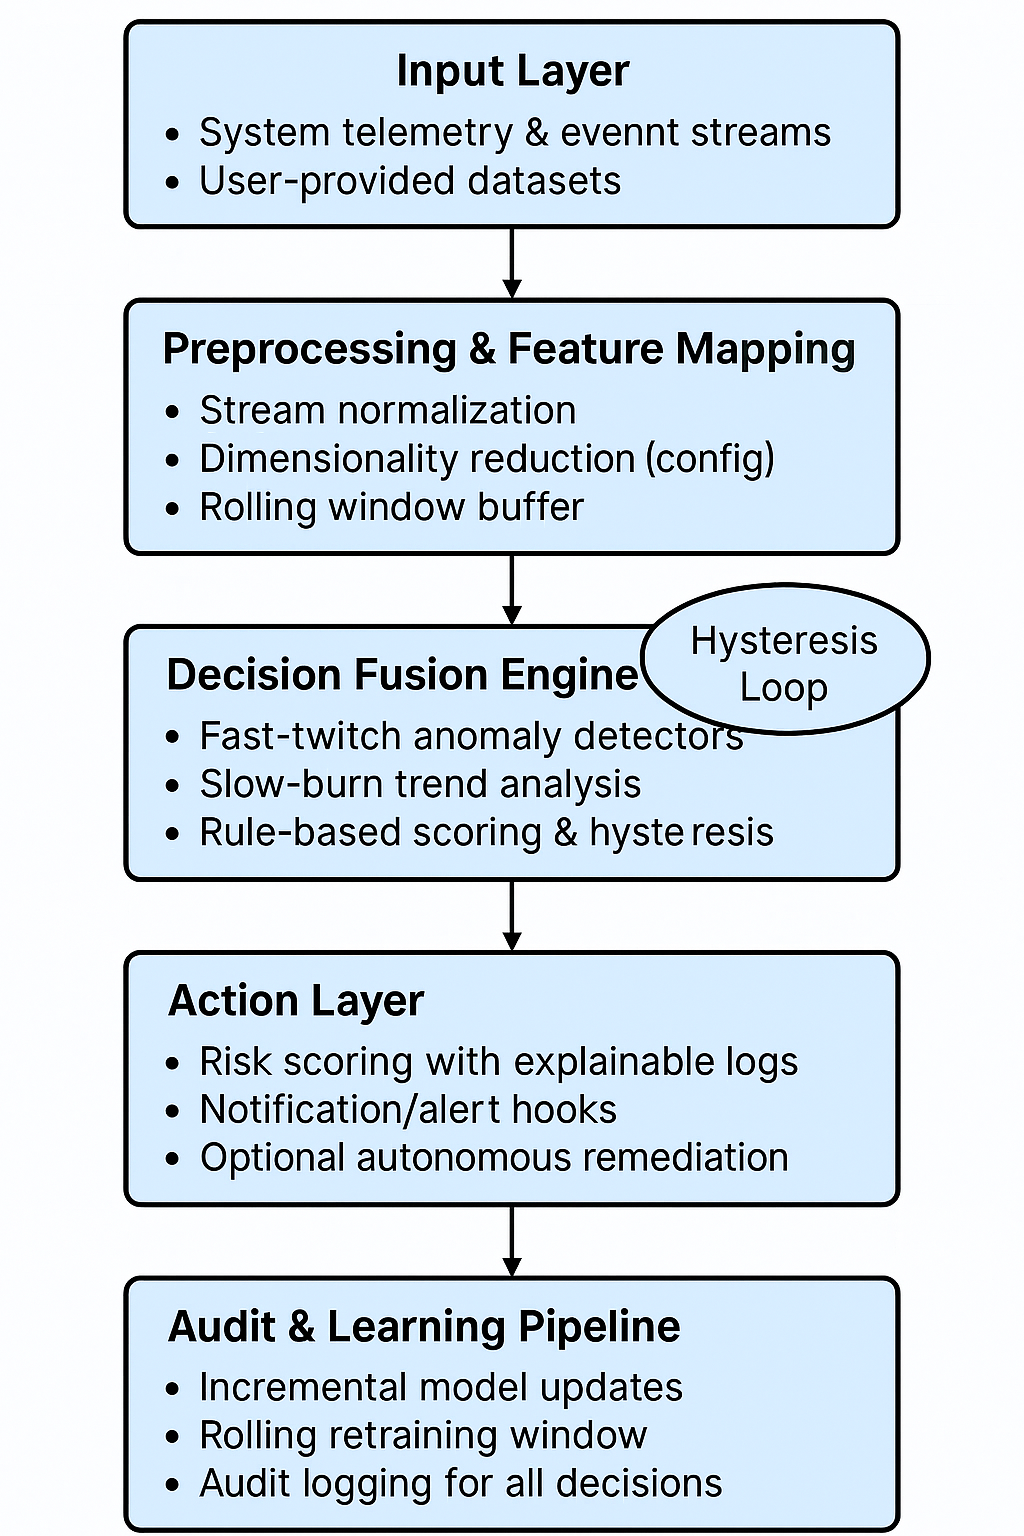 Input Layer
• System telemetry & evennt streams
• User-provided datasets
Preprocessing & Feature Mapping
• Stream normalization
• Dimensionality reduction (config)
• Rolling window buffer
Hysteresis
Loop
Decision Fusion Engine
• Fast-twitch anomaly detectors
• Slow-burn trend analysis
• Rule-based scoring & hysteresis
Action Layer
• Risk scoring with explainable logs
• Notification/alert hooks
• Optional autonomous remediation
Audit & Learning Pipeline
• Incremental model updates
• Rolling retraining window
• Audit logging for all decisions